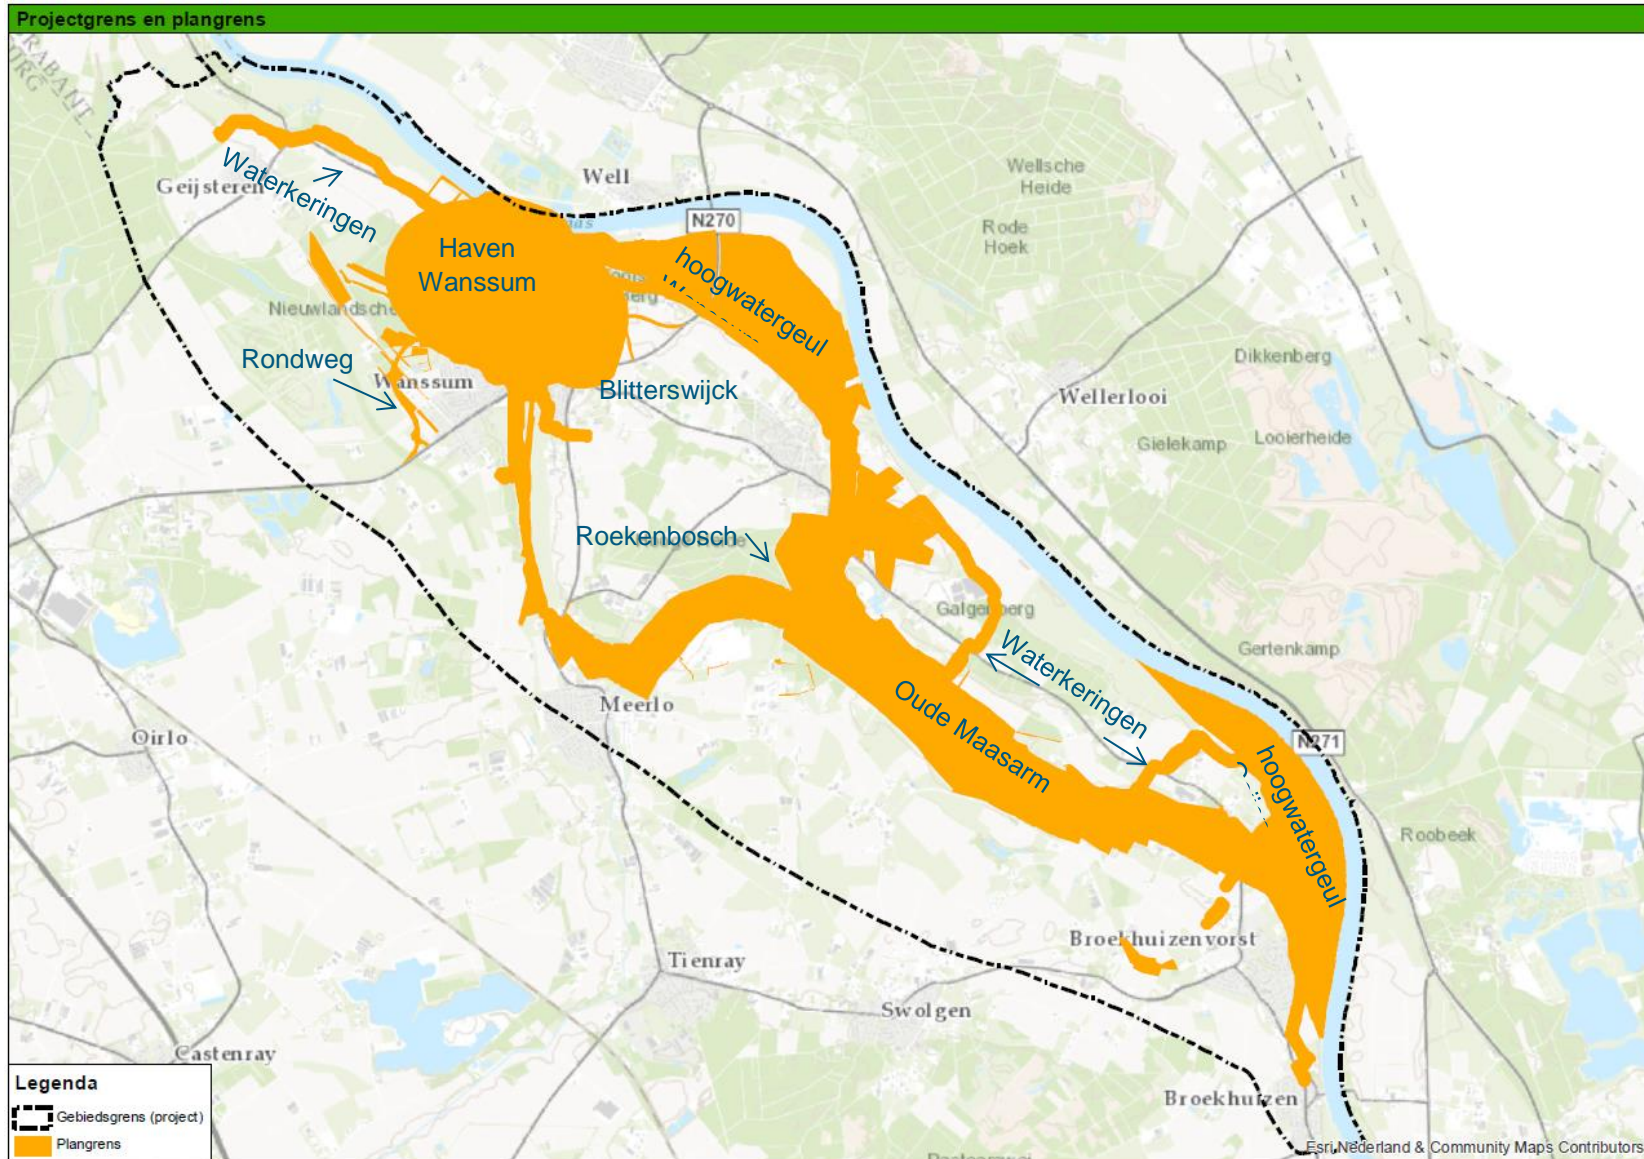 Projectgrens en plangrens
BRABANT
Well
Wellsche
Heide
Geijsteren
Waterkeringen
N270
Rode
Hoek
Haven
Wanssum
hoogwatergeul
Nieuwlandsche
Rondweg
Wanssum
Blitterswijck
Dikkenberg
Wellerlooi
Gielekamp
Looierheide
Roekenbosch
Galgenberg
Waterkeringen
Gertenkamp
Meerlo
Oude Maasarm
Oirlo
N271
hoogwatergeul
Roobeek
Broekhuizenvorst
Tienray
Swolgen
Castenray
Broekhuizen
Legenda
Gebiedsgrens (project)
Plangrens
Esri Nederland & Community Maps Contributors